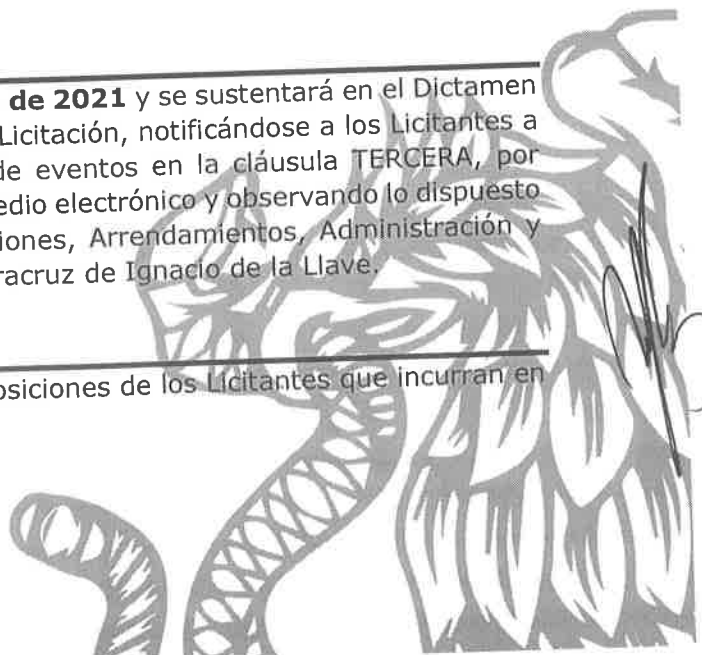 de 2021 y se sustentará en el Dictamen
Licitación, notificándose a los Licitantes a
de eventos en la cláusula TERCERA, por
edio electrónico y observando lo dispuesto
iones, Arrendamientos, Administración y
racruz de Ignacio de la Llave.
osiciones de los Licitantes que incurran en